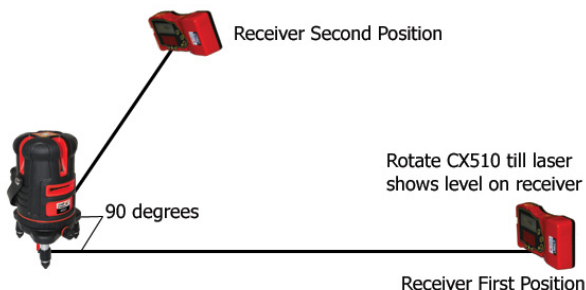 Receiver Second Position
Rotate CX510 till laser
shows level on receiver
90 degrees
Receiver First Position